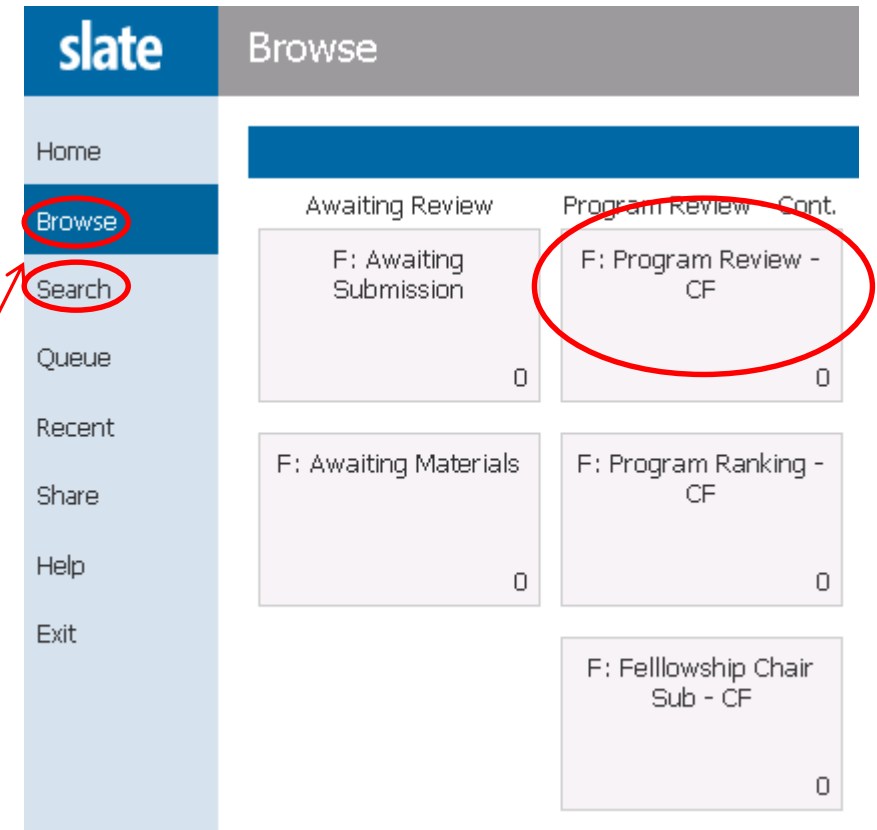 slate
Browse
Home
Browse
Search
Queue
Recent
Share
Help
Exit
Awaiting Review
Program Review - Cont.
F: Awaiting
Submission
0
F: Program Review -
CF
0
F: Awaiting Materials
0
F: Program Ranking -
CF
0
F: Felllowship Chair
Sub - CF
0